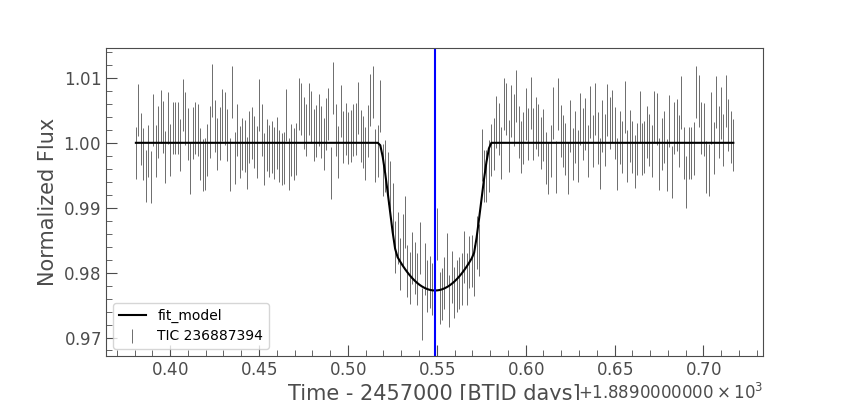 1.01
1.00
0.99
0.98
0.97
Normalized Flux
fit_model
TIC 236887394
0.40 0.45 0.50 0.55 0.60 0.65 0.70
Time - 2457000 [BTJD days]
+1.8890000000 × 10³